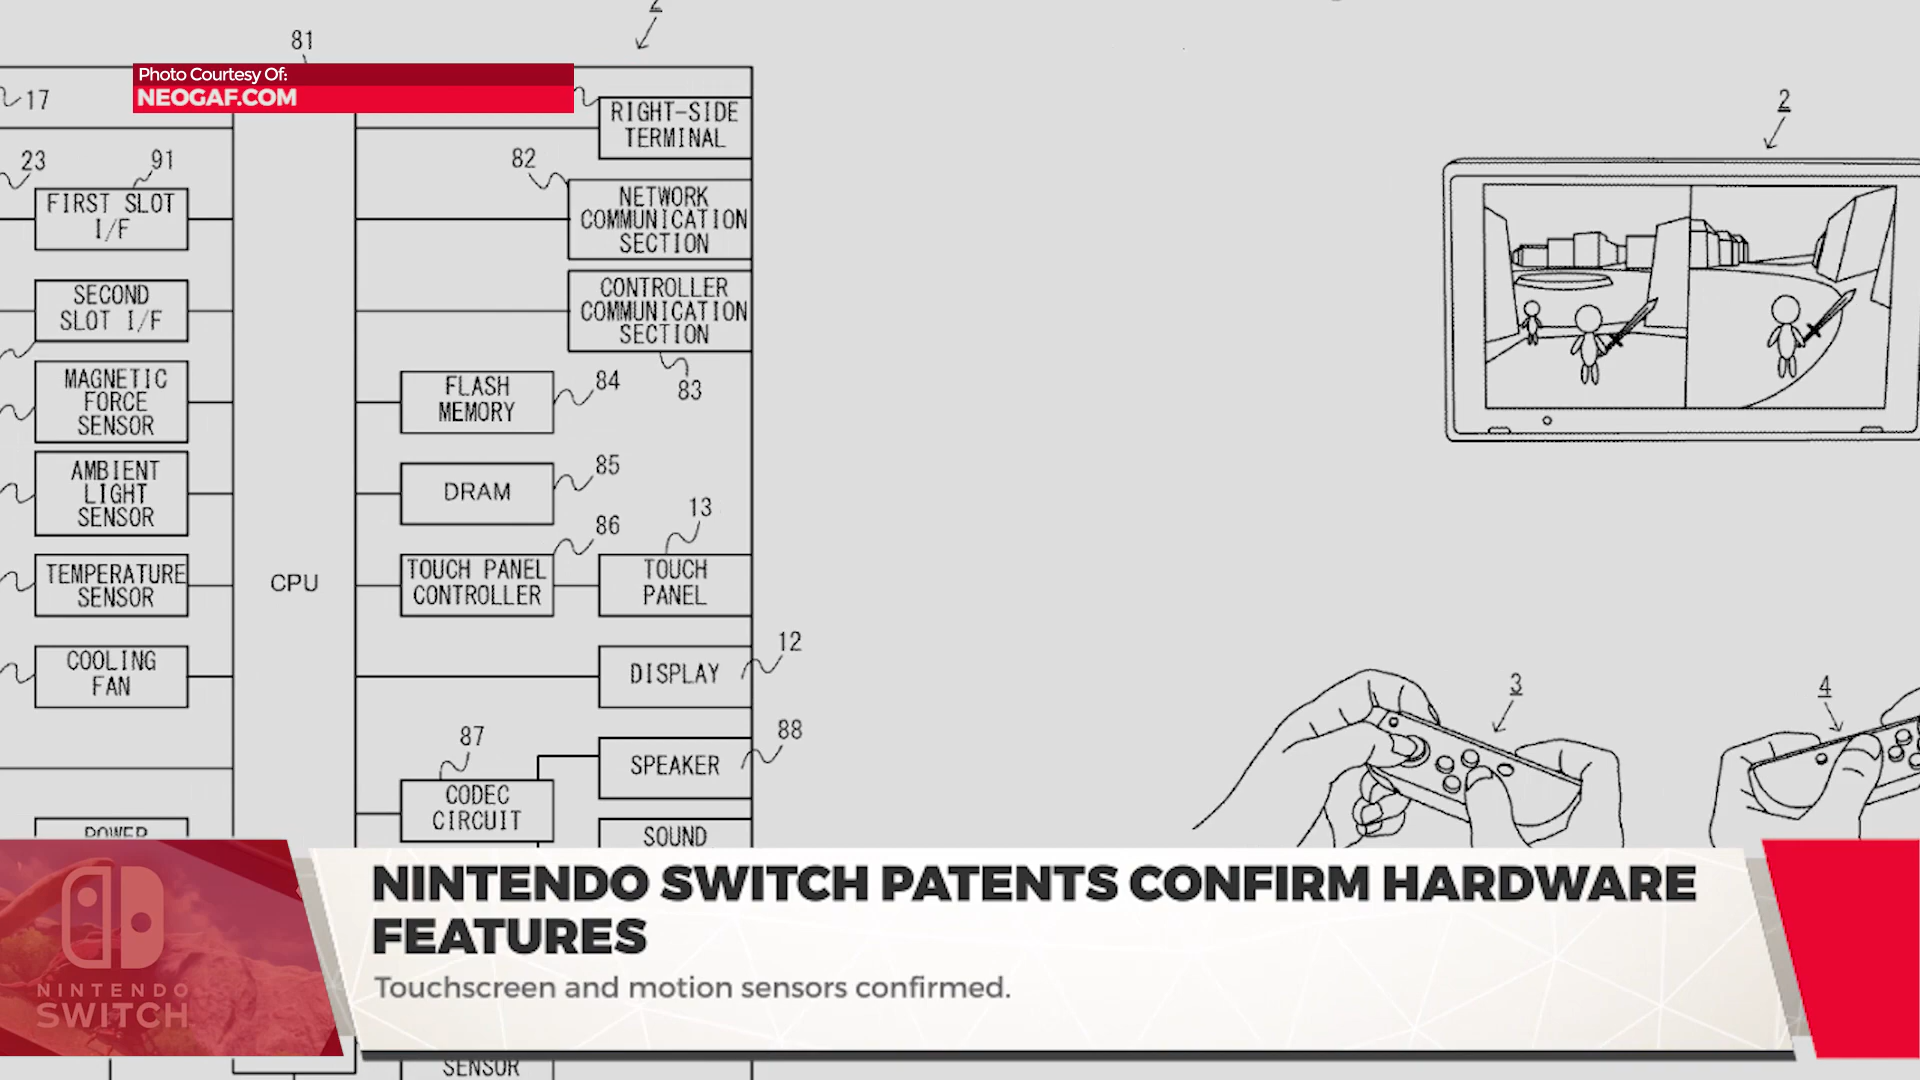 2
81
Photo Courtesy Of:
NEOGAF.COM
17
RIGHT-SIDE
TERMINAL
23
91
82
FIRST SLOT
I/F
NETWORK
COMMUNICATION
SECTION
2
SECOND
SLOT I/F
CONTROLLER
COMMUNICATION
SECTION
83
MAGNETIC
FORCE
SENSOR
FLASH
MEMORY
84
AMBIENT
LIGHT
SENSOR
DRAM
85
13
86
TEMPERATURE
SENSOR
CPU
TOUCH PANEL
CONTROLLER
TOUCH
PANEL
COOLING
FAN
DISPLAY
12
3
4
87
SPEAKER
88
CODEC
CIRCUIT
POWER
SOUND
NINTENDO SWITCH PATENTS CONFIRM HARDWARE
FEATURES
Touchscreen and motion sensors confirmed.
NINTENDO
SWITCH
SENSOR